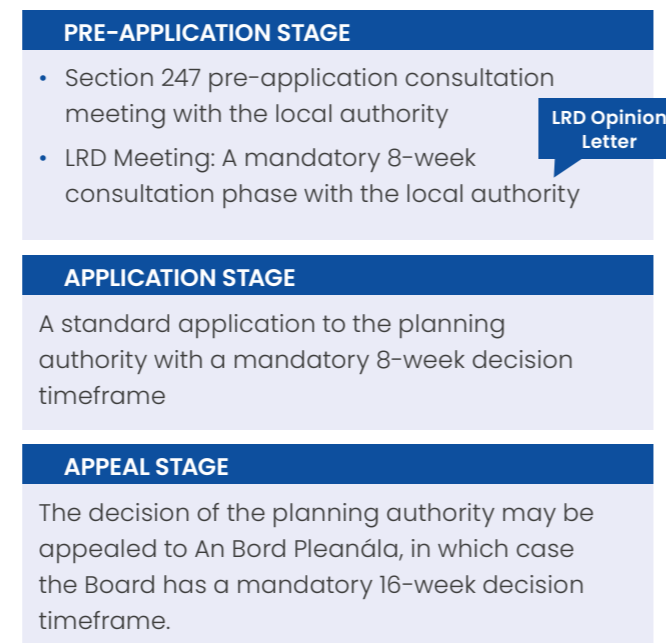 PRE-APPLICATION STAGE
• Section 247 pre-application consultation
meeting with the local authority
LRD Opinion
Letter
• LRD Meeting: A mandatory 8-week
consultation phase with the local authority
APPLICATION STAGE
A standard application to the planning
authority with a mandatory 8-week decision
timeframe
APPEAL STAGE
The decision of the planning authority may be
appealed to An Bord Pleanála, in which case
the Board has a mandatory 16-week decision
timeframe.